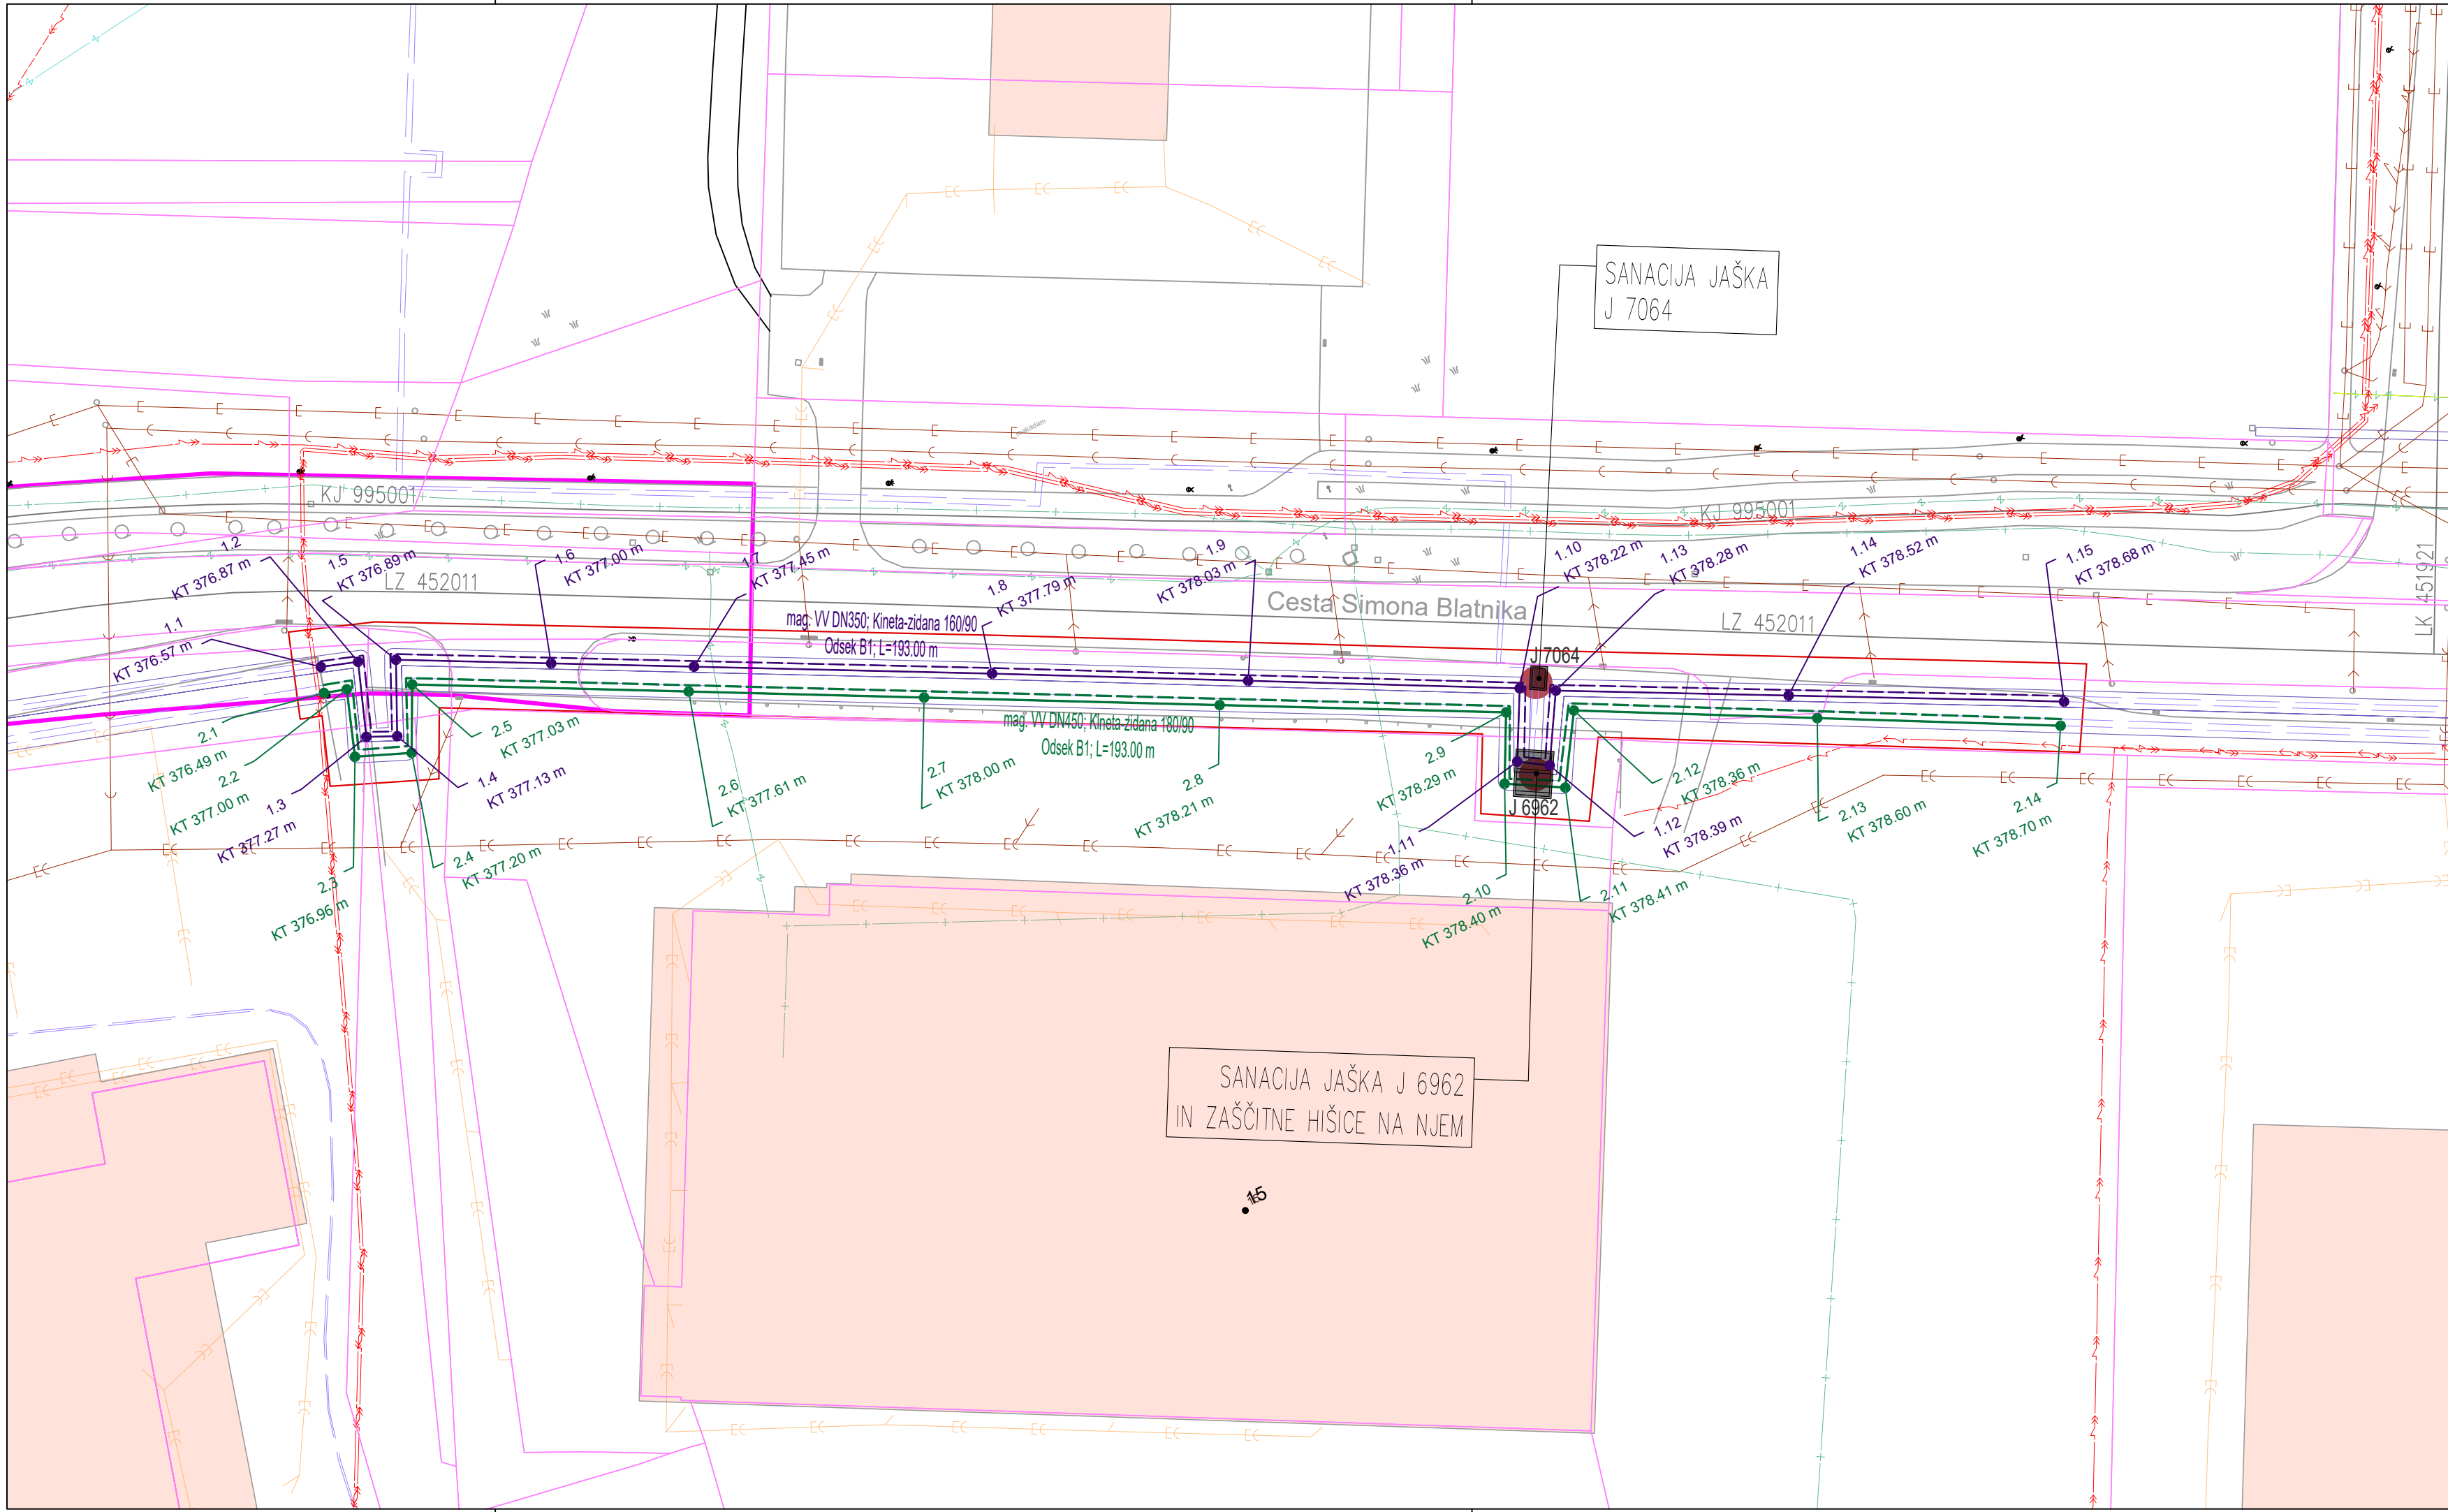 SANACIJA JAŠKA
J 7064
makadam
KJ 995001
KJ 995001
LZ 452011
LZ 452011
LK 451921
Cesta Simona Blatnika
1.1
KT 376.57 m
1.2
KT 376.87 m
1.5
KT 376.89 m
1.6
KT 377.00 m
1.7
KT 377.45 m
1.8
KT 377.79 m
1.9
KT 378.03 m
1.10
KT 378.22 m
1.13
KT 378.28 m
1.14
KT 378.52 m
1.15
KT 378.68 m
mag. VV DN350; Kineta-zidana 160/90
Odsek B1; L=193.00 m
J 7064
mag. VV DN450; Kineta-zidana 180/90
Odsek B1; L=193.00 m
2.1
KT 376.49 m
2.2
KT 377.00 m
1.3
KT 377.27 m
2.3
KT 376.96 m
2.4
KT 377.20 m
1.4
KT 377.13 m
2.5
KT 377.03 m
2.6
KT 377.61 m
2.7
KT 378.00 m
2.8
KT 378.21 m
2.9
KT 378.29 m
1.11
KT 378.36 m
2.10
KT 378.40 m
J 6962
2.11
KT 378.41 m
1.12
KT 378.39 m
2.12
KT 378.36 m
2.13
KT 378.60 m
2.14
KT 378.70 m
SANACIJA JAŠKA J 6962
IN ZAŠČITNE HIŠICE NA NJEM
15